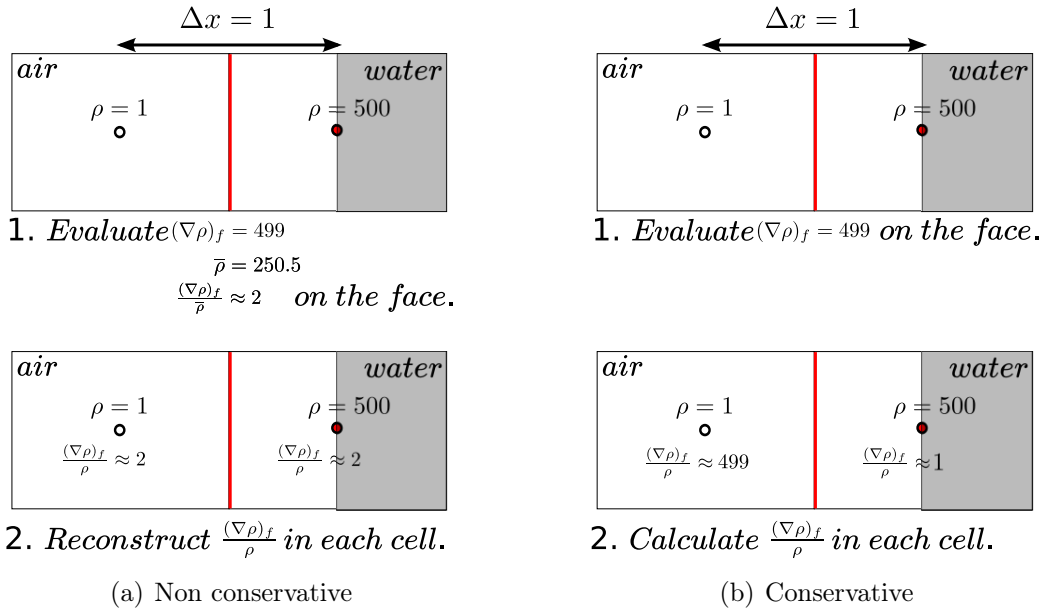 Δx = 1
air water
ρ = 1 ρ = 500
1. Evaluate (∇ρ)_f = 499
ρ̅ = 250.5
(∇ρ)_f / ρ̅ ≈ 2 on the face.
air water
ρ = 1 ρ = 500
(∇ρ)_f / ρ ≈ 2 (∇ρ)_f / ρ ≈ 2
2. Reconstruct (∇ρ)_f / ρ in each cell.
(a) Non conservative
Δx = 1
air water
ρ = 1 ρ = 500
1. Evaluate (∇ρ)_f = 499 on the face.
air water
ρ = 1 ρ = 500
(∇ρ)_f / ρ ≈ 499 (∇ρ)_f / ρ ≈ 1
2. Calculate (∇ρ)_f / ρ in each cell.
(b) Conservative